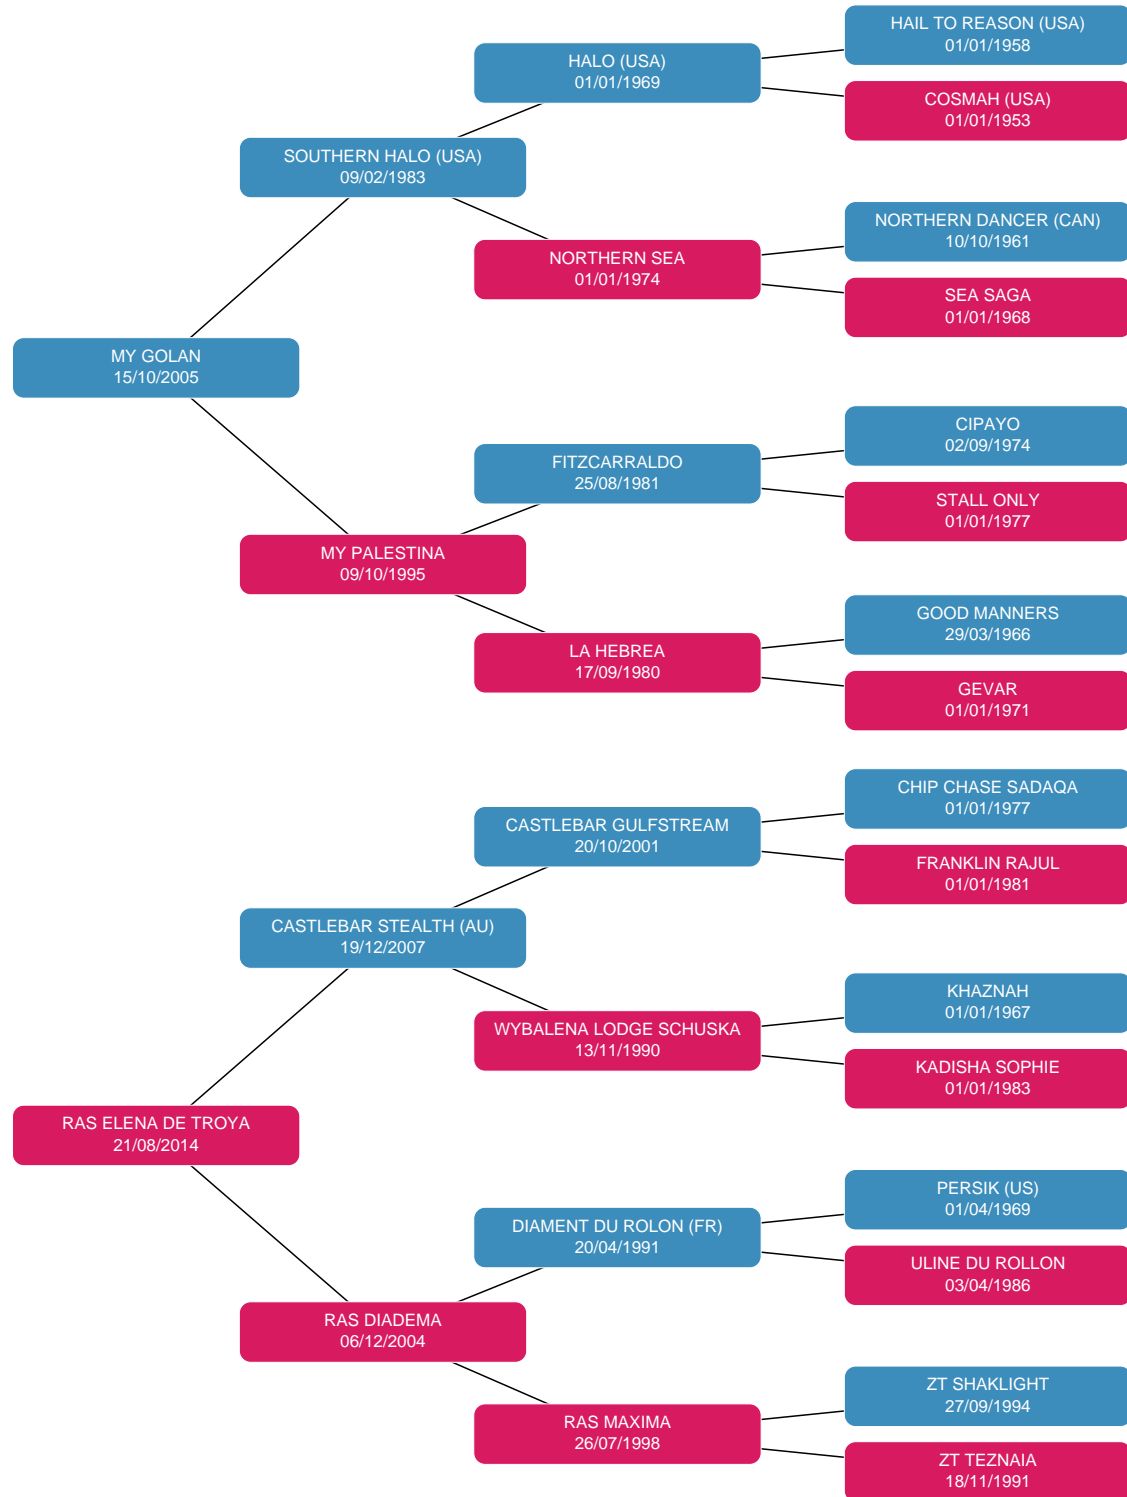 HAIL TO REASON (USA)
01/01/1958
HALO (USA)
01/01/1969
COSMAH (USA)
01/01/1953
SOUTHERN HALO (USA)
09/02/1983
NORTHERN DANCER (CAN)
10/10/1961
NORTHERN SEA
01/01/1974
SEA SAGA
01/01/1968
MY GOLAN
15/10/2005
CIPAYO
02/09/1974
FITZCARRALDO
25/08/1981
STALL ONLY
01/01/1977
MY PALESTINA
09/10/1995
GOOD MANNERS
29/03/1966
LA HEBREA
17/09/1980
GEVAR
01/01/1971
CHIP CHASE SADAQA
01/01/1977
CASTLEBAR GULFSTREAM
20/10/2001
FRANKLIN RAJUL
01/01/1981
CASTLEBAR STEALTH (AU)
19/12/2007
KHAZNAH
01/01/1967
WYBALENA LODGE SCHUSKA
13/11/1990
KADISHA SOPHIE
01/01/1983
RAS ELENA DE TROYA
21/08/2014
PERSIK (US)
01/04/1969
DIAMENT DU ROLON (FR)
20/04/1991
ULINE DU ROLLON
03/04/1986
RAS DIADEMA
06/12/2004
ZT SHAKLIGHT
27/09/1994
RAS MAXIMA
26/07/1998
ZT TEZNAIA
18/11/1991